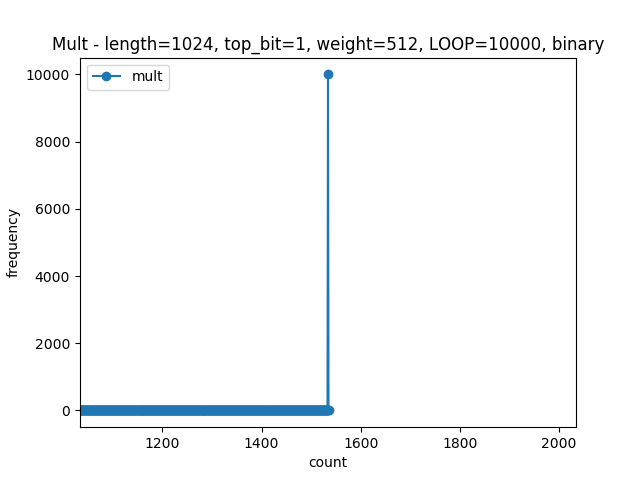 Mult - length=1024, top_bit=1, weight=512, LOOP=10000, binary
mult
10000
8000
6000
4000
2000
0
frequency
1200 1400 1600 1800 2000
count